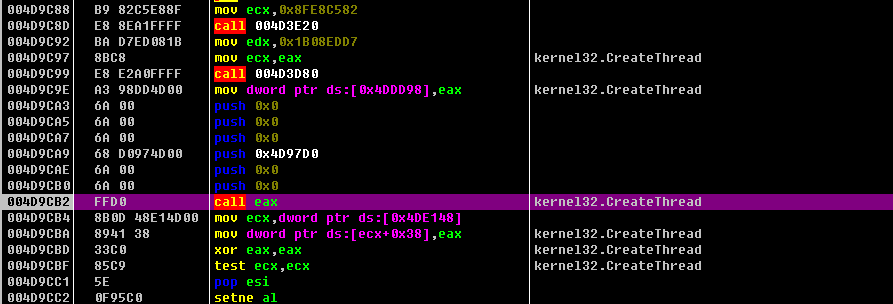 004D9C88 B9 82C5E88F mov ecx,0x8FE8C582
004D9C8D E8 8EA1FFFF call 004D3E20
004D9C92 BA D7ED081B mov edx,0x1B08EDD7
004D9C97 8BC8 mov ecx,eax kernel32.CreateThread
004D9C99 E8 E2A0FFFF call 004D3D80
004D9C9E A3 98DD4D00 mov dword ptr ds:[0x4DDD98],eax kernel32.CreateThread
004D9CA3 6A 00 push 0x0
004D9CA5 6A 00 push 0x0
004D9CA7 6A 00 push 0x0
004D9CA9 68 D0974D00 push 0x4D97D0
004D9CAE 6A 00 push 0x0
004D9CB0 6A 00 push 0x0
004D9CB2 FFD0 call eax kernel32.CreateThread
004D9CB4 8B0D 48E14D00 mov ecx,dword ptr ds:[0x4DE148]
004D9CBA 8941 38 mov dword ptr ds:[ecx+0x38],eax kernel32.CreateThread
004D9CBD 33C0 xor eax,eax kernel32.CreateThread
004D9CBF 85C9 test ecx,ecx kernel32.CreateThread
004D9CC1 5E pop esi
004D9CC2 0F95C0 setne al